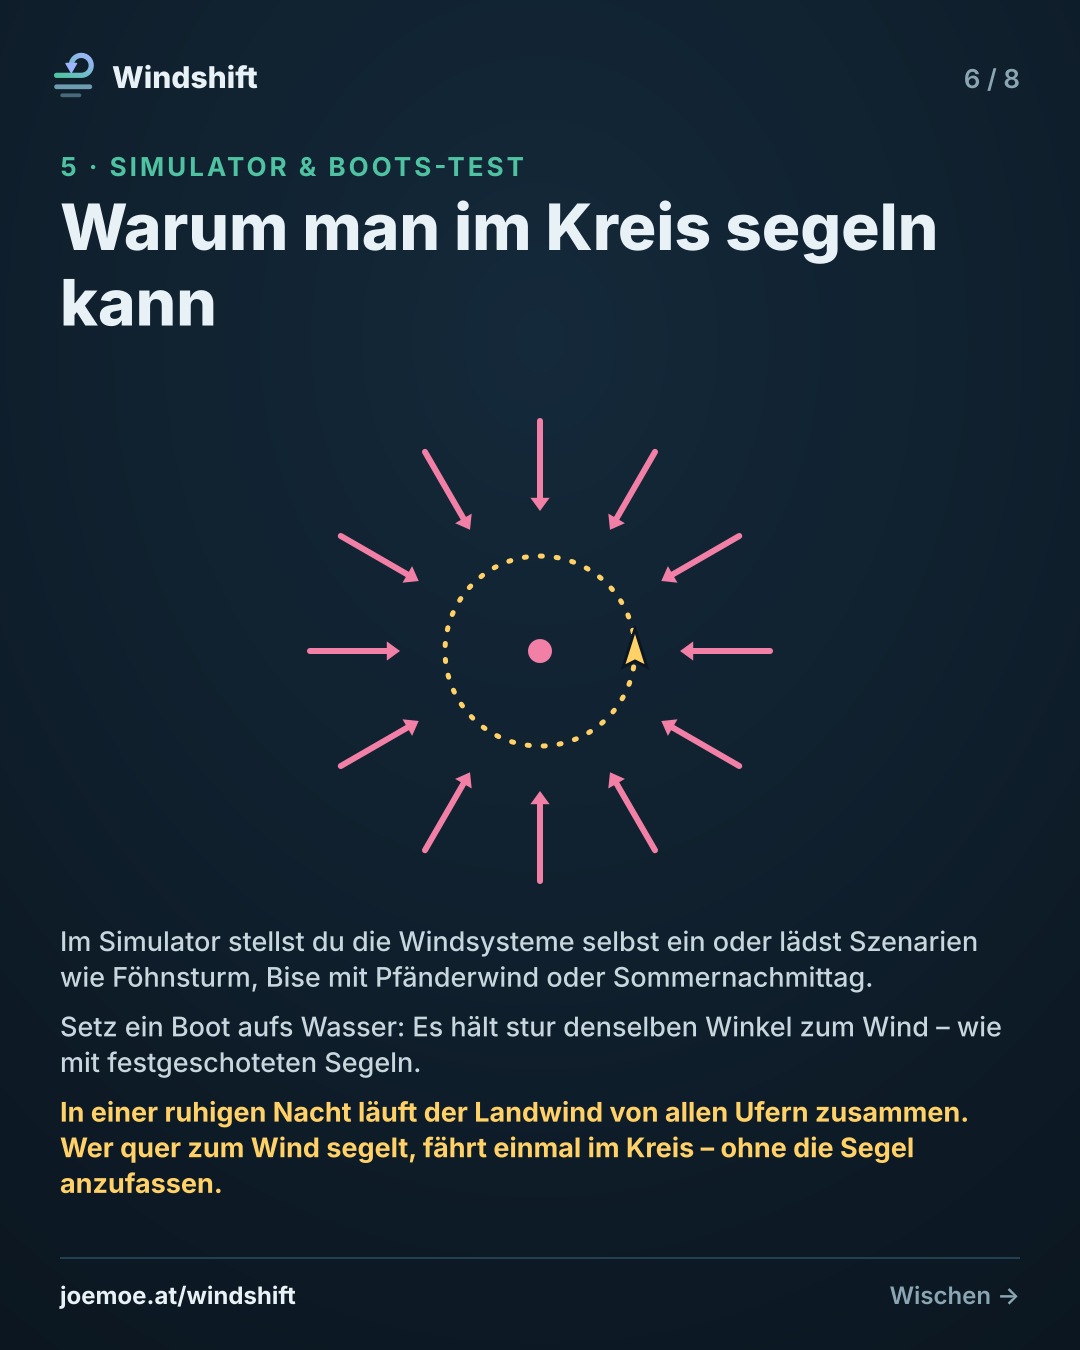 Windshift
6 / 8
5 · SIMULATOR & BOOTS-TEST
Warum man im Kreis segeln
kann
Im Simulator stellst du die Windsysteme selbst ein oder lädst Szenarien
wie Föhnsturm, Bise mit Pfänderwind oder Sommernachmittag.
Setz ein Boot aufs Wasser: Es hält stur denselben Winkel zum Wind – wie
mit festgeschoteten Segeln.
In einer ruhigen Nacht läuft der Landwind von allen Ufern zusammen.
Wer quer zum Wind segelt, fährt einmal im Kreis – ohne die Segel
anzufassen.
joemoe.at/windshift
Wischen →